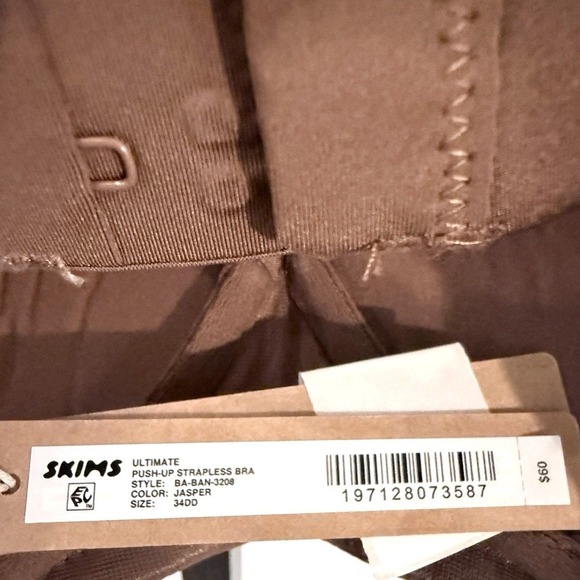 SKIMS
ULTIMATE
PUSH-UP STRAPLESS BRA
STYLE: BA-BAN-3208
COLOR: JASPER
SIZE: 34DD
197128073587
$60